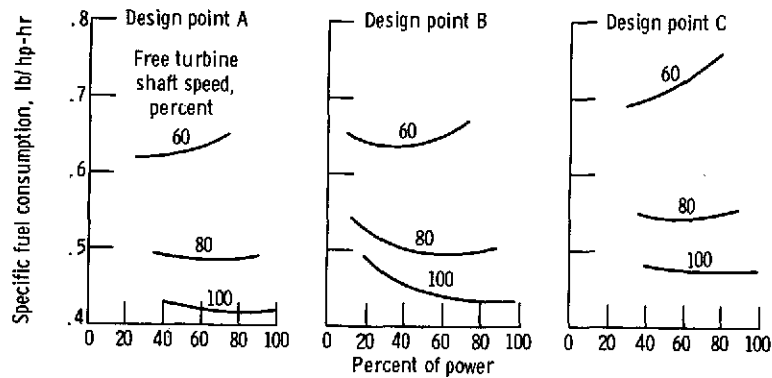 Specific fuel consumption, lb/hp-hr
.8
.7
.6
.5
.4
Design point A
Free turbine
shaft speed,
percent
60
80
100
0 20 40 60 80 100
Design point B
60
80
100
0 20 40 60 80 100
Design point C
60
80
100
0 20 40 60 80 100
Percent of power